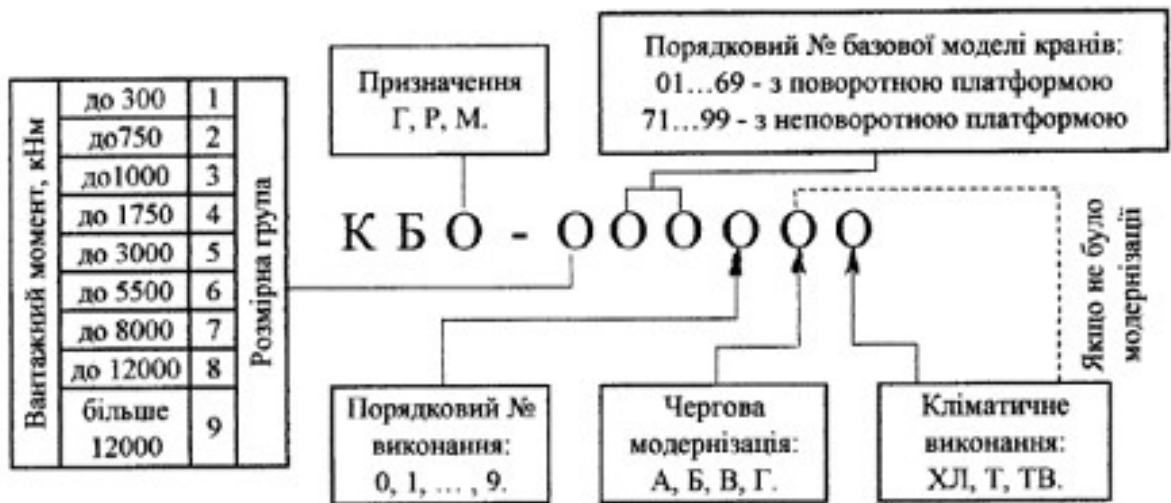 Вантажний момент, кНм
до 300 1
до750 2
до1000 3
до 1750 4
до 3000 5
до 5500 6
до 8000 7
до 12000 8
більше
12000 9
Розмірна група
Призначення
Г, Р, М.
Порядковий № базової моделі кранів:
01...69 - з поворотною платформою
71...99 - з неповоротною платформою
К Б О - О О О О О О
Якщо не було
модернізації
Порядковий №
виконання:
0, 1, ... , 9.
Чергова
модернізація:
А, Б, В, Г.
Кліматичне
виконання:
ХЛ, Т, ТВ.